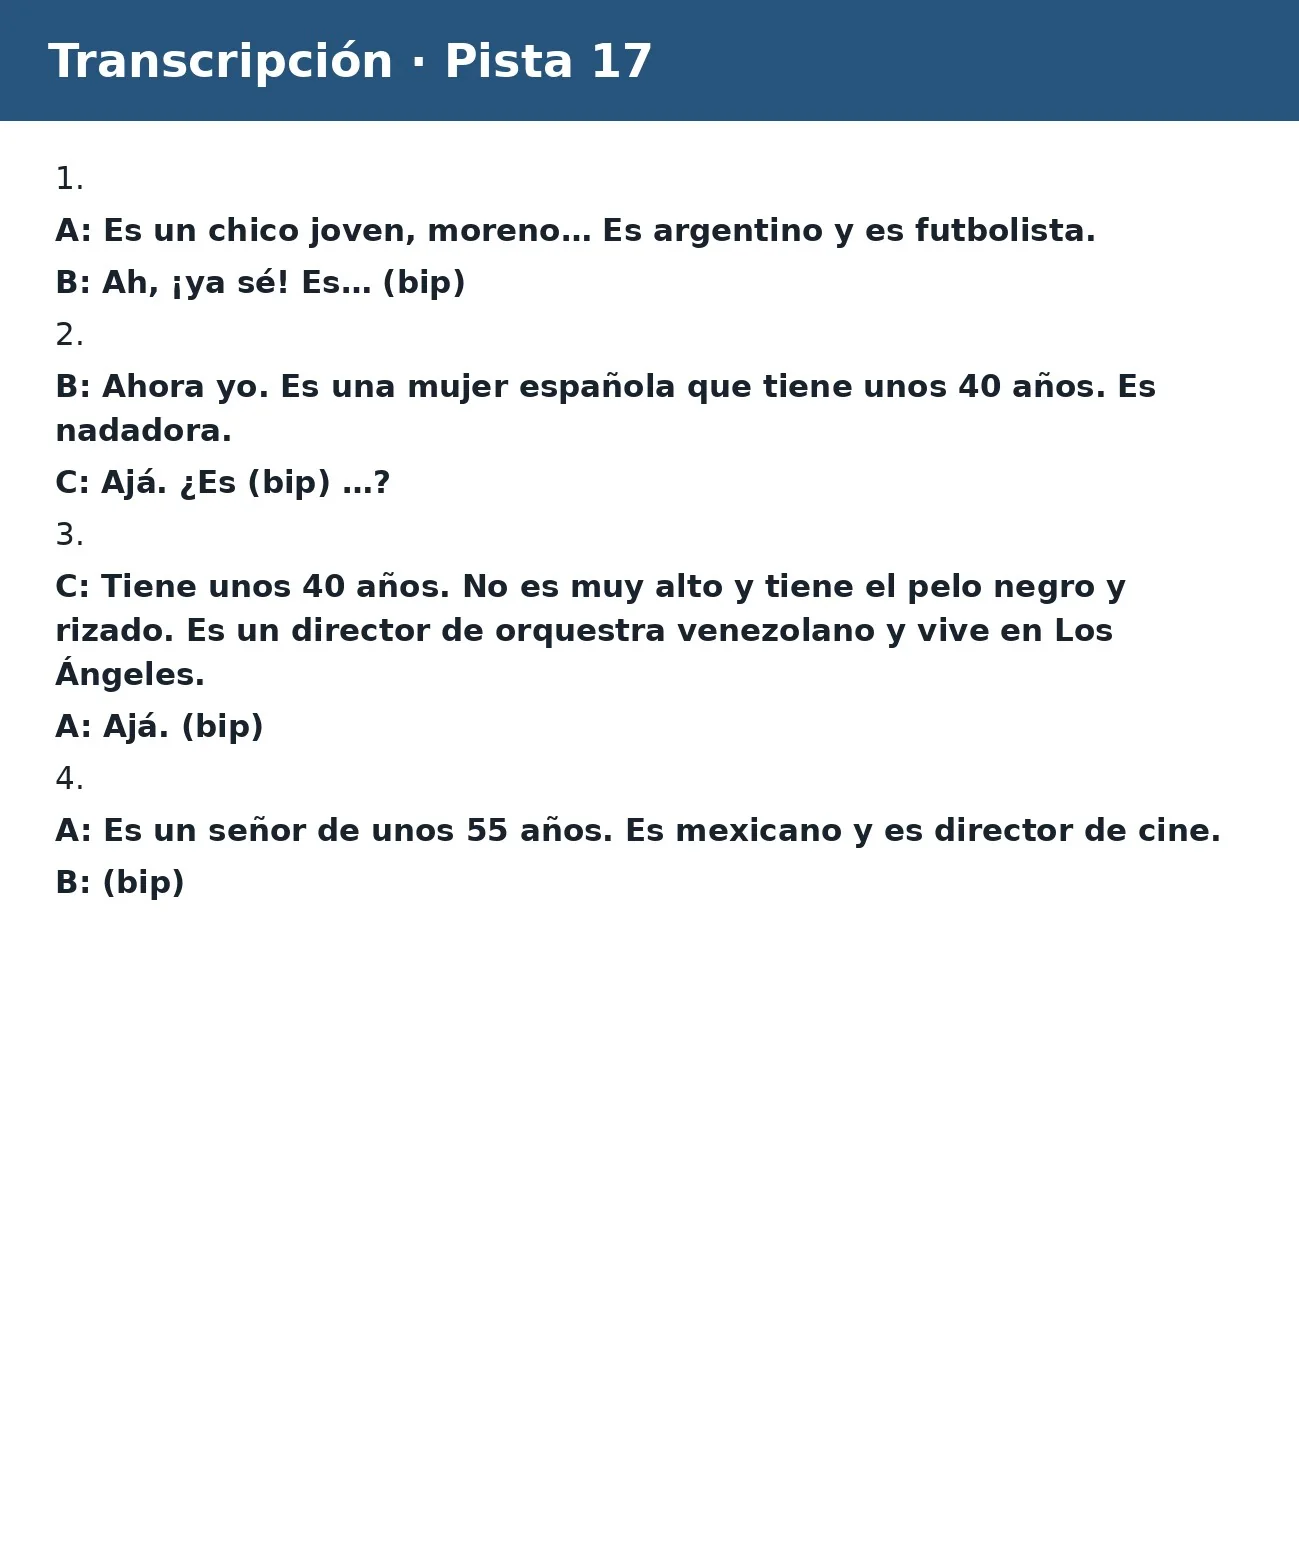 Transcripción · Pista 17
1.
A: Es un chico joven, moreno… Es argentino y es futbolista.
B: Ah, ¡ya sé! Es… (bip)
2.
B: Ahora yo. Es una mujer española que tiene unos 40 años. Es
nadadora.
C: Ajá. ¿Es (bip) …?
3.
C: Tiene unos 40 años. No es muy alto y tiene el pelo negro y
rizado. Es un director de orquestra venezolano y vive en Los
Ángeles.
A: Ajá. (bip)
4.
A: Es un señor de unos 55 años. Es mexicano y es director de cine.
B: (bip)